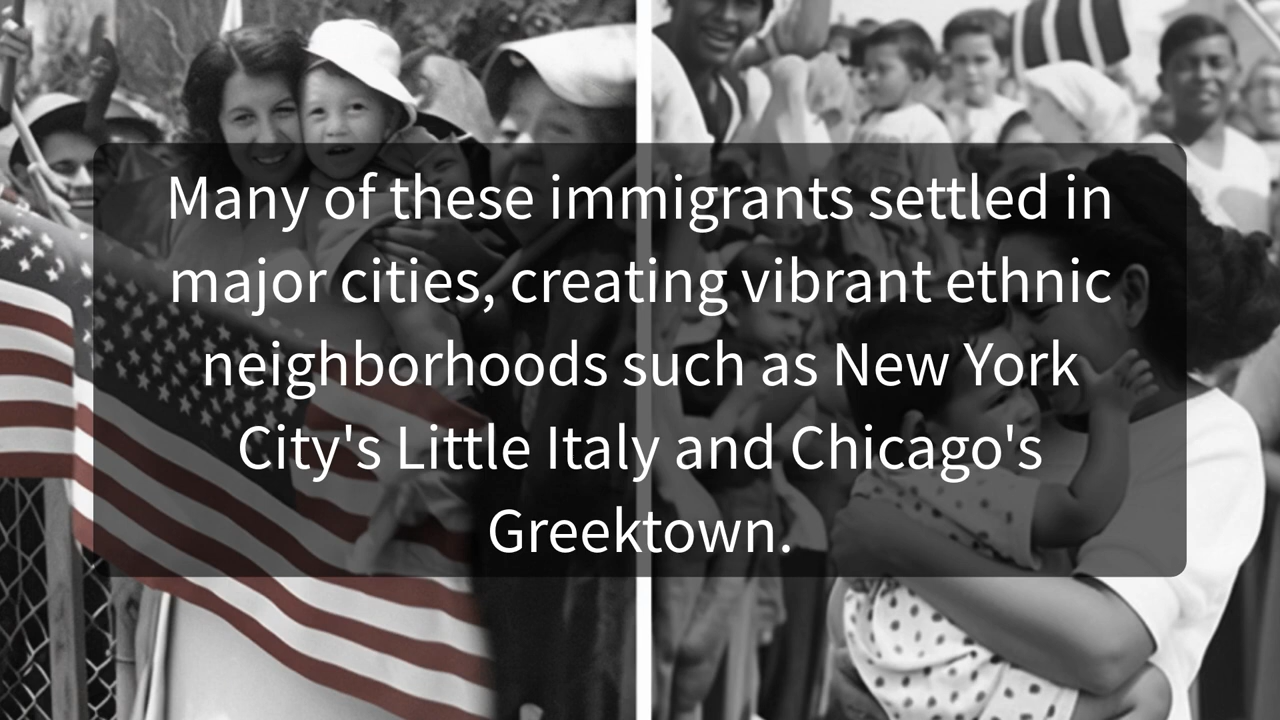 Many of these immigrants settled in
major cities, creating vibrant ethnic
neighborhoods such as New York
City's Little Italy and Chicago's
Greektown.